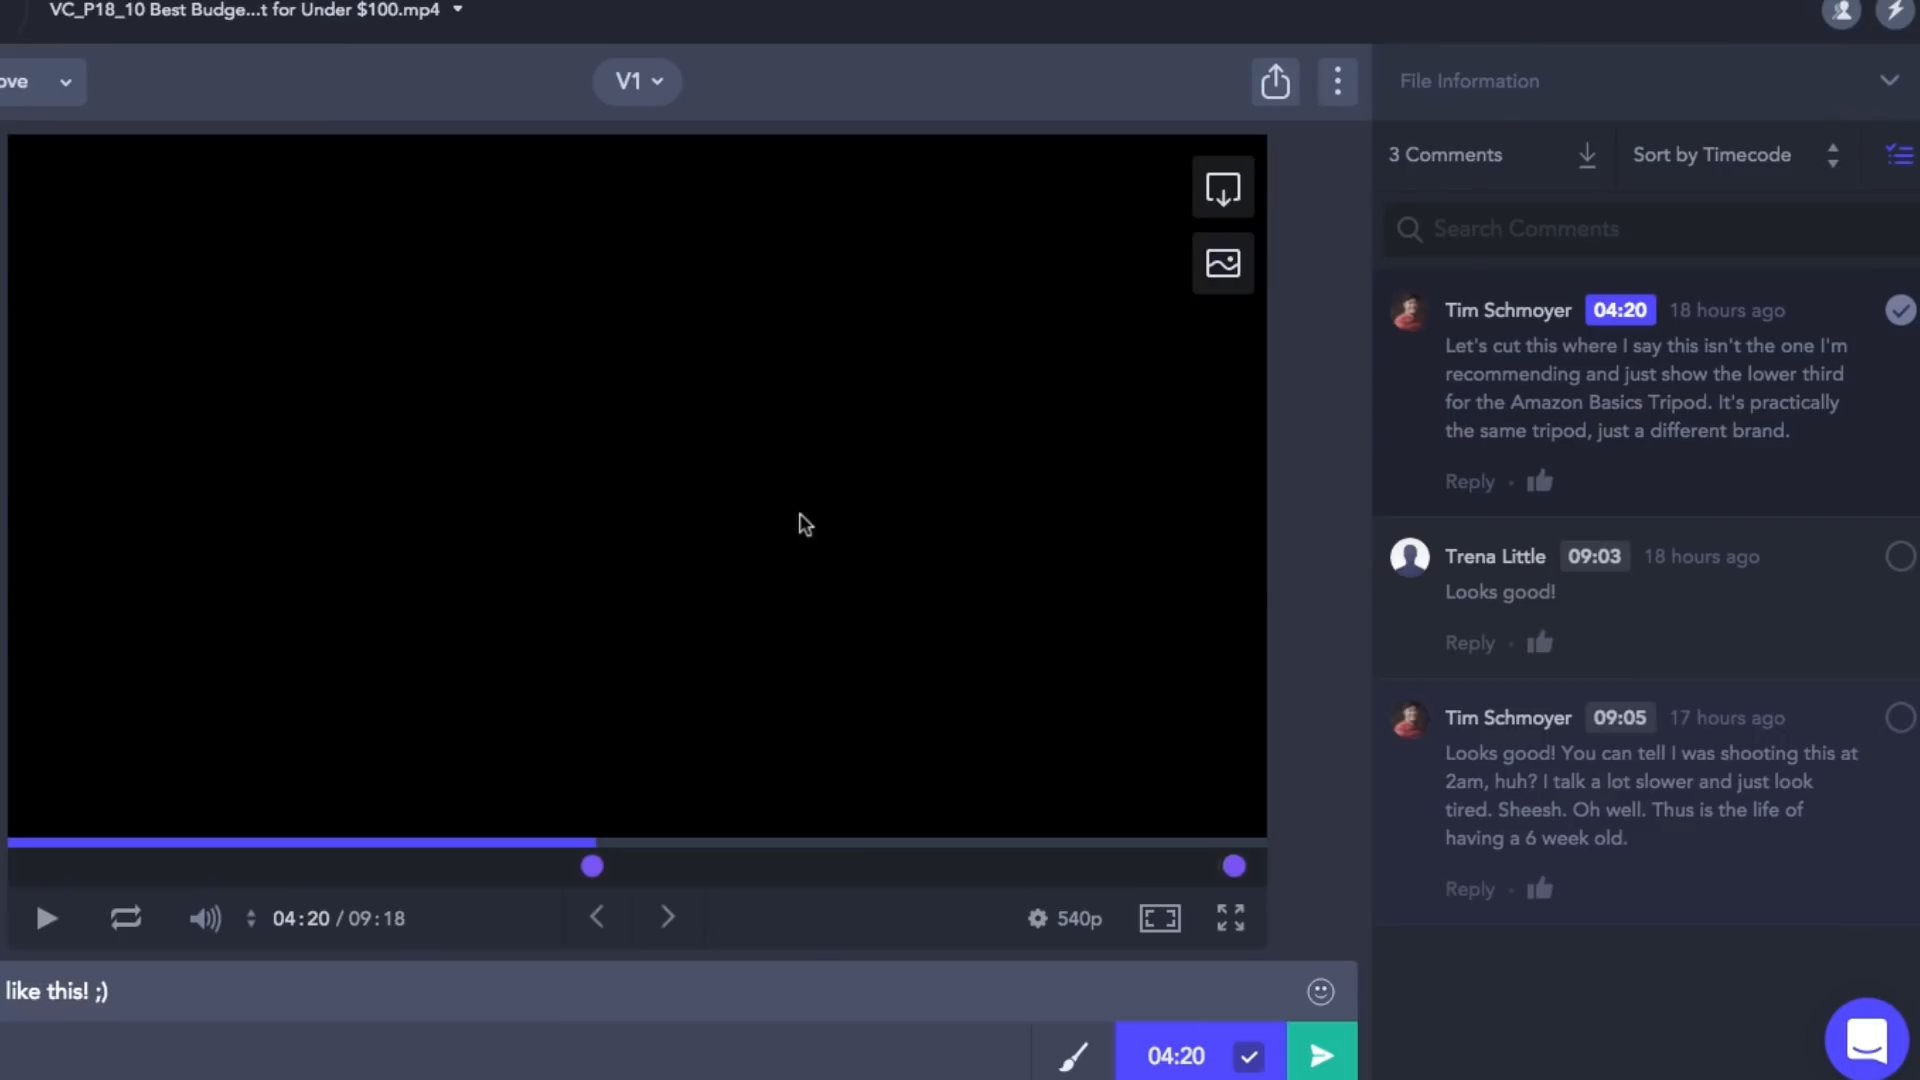 VC_P18_10 Best Budge...t for Under $100.mp4
ove
V1
File Information
3 Comments
Sort by Timecode
Search Comments
Tim Schmoyer 04:20 18 hours ago
Let's cut this where I say this isn't the one I'm
recommending and just show the lower third
for the Amazon Basics Tripod. It's practically
the same tripod, just a different brand.
Reply
Trena Little 09:03 18 hours ago
Looks good!
Reply
Tim Schmoyer 09:05 17 hours ago
Looks good! You can tell I was shooting this at
2am, huh? I talk a lot slower and just look
tired. Sheesh. Oh well. Thus is the life of
having a 6 week old.
Reply
04:20 / 09:18
540p
like this! ;)
04:20